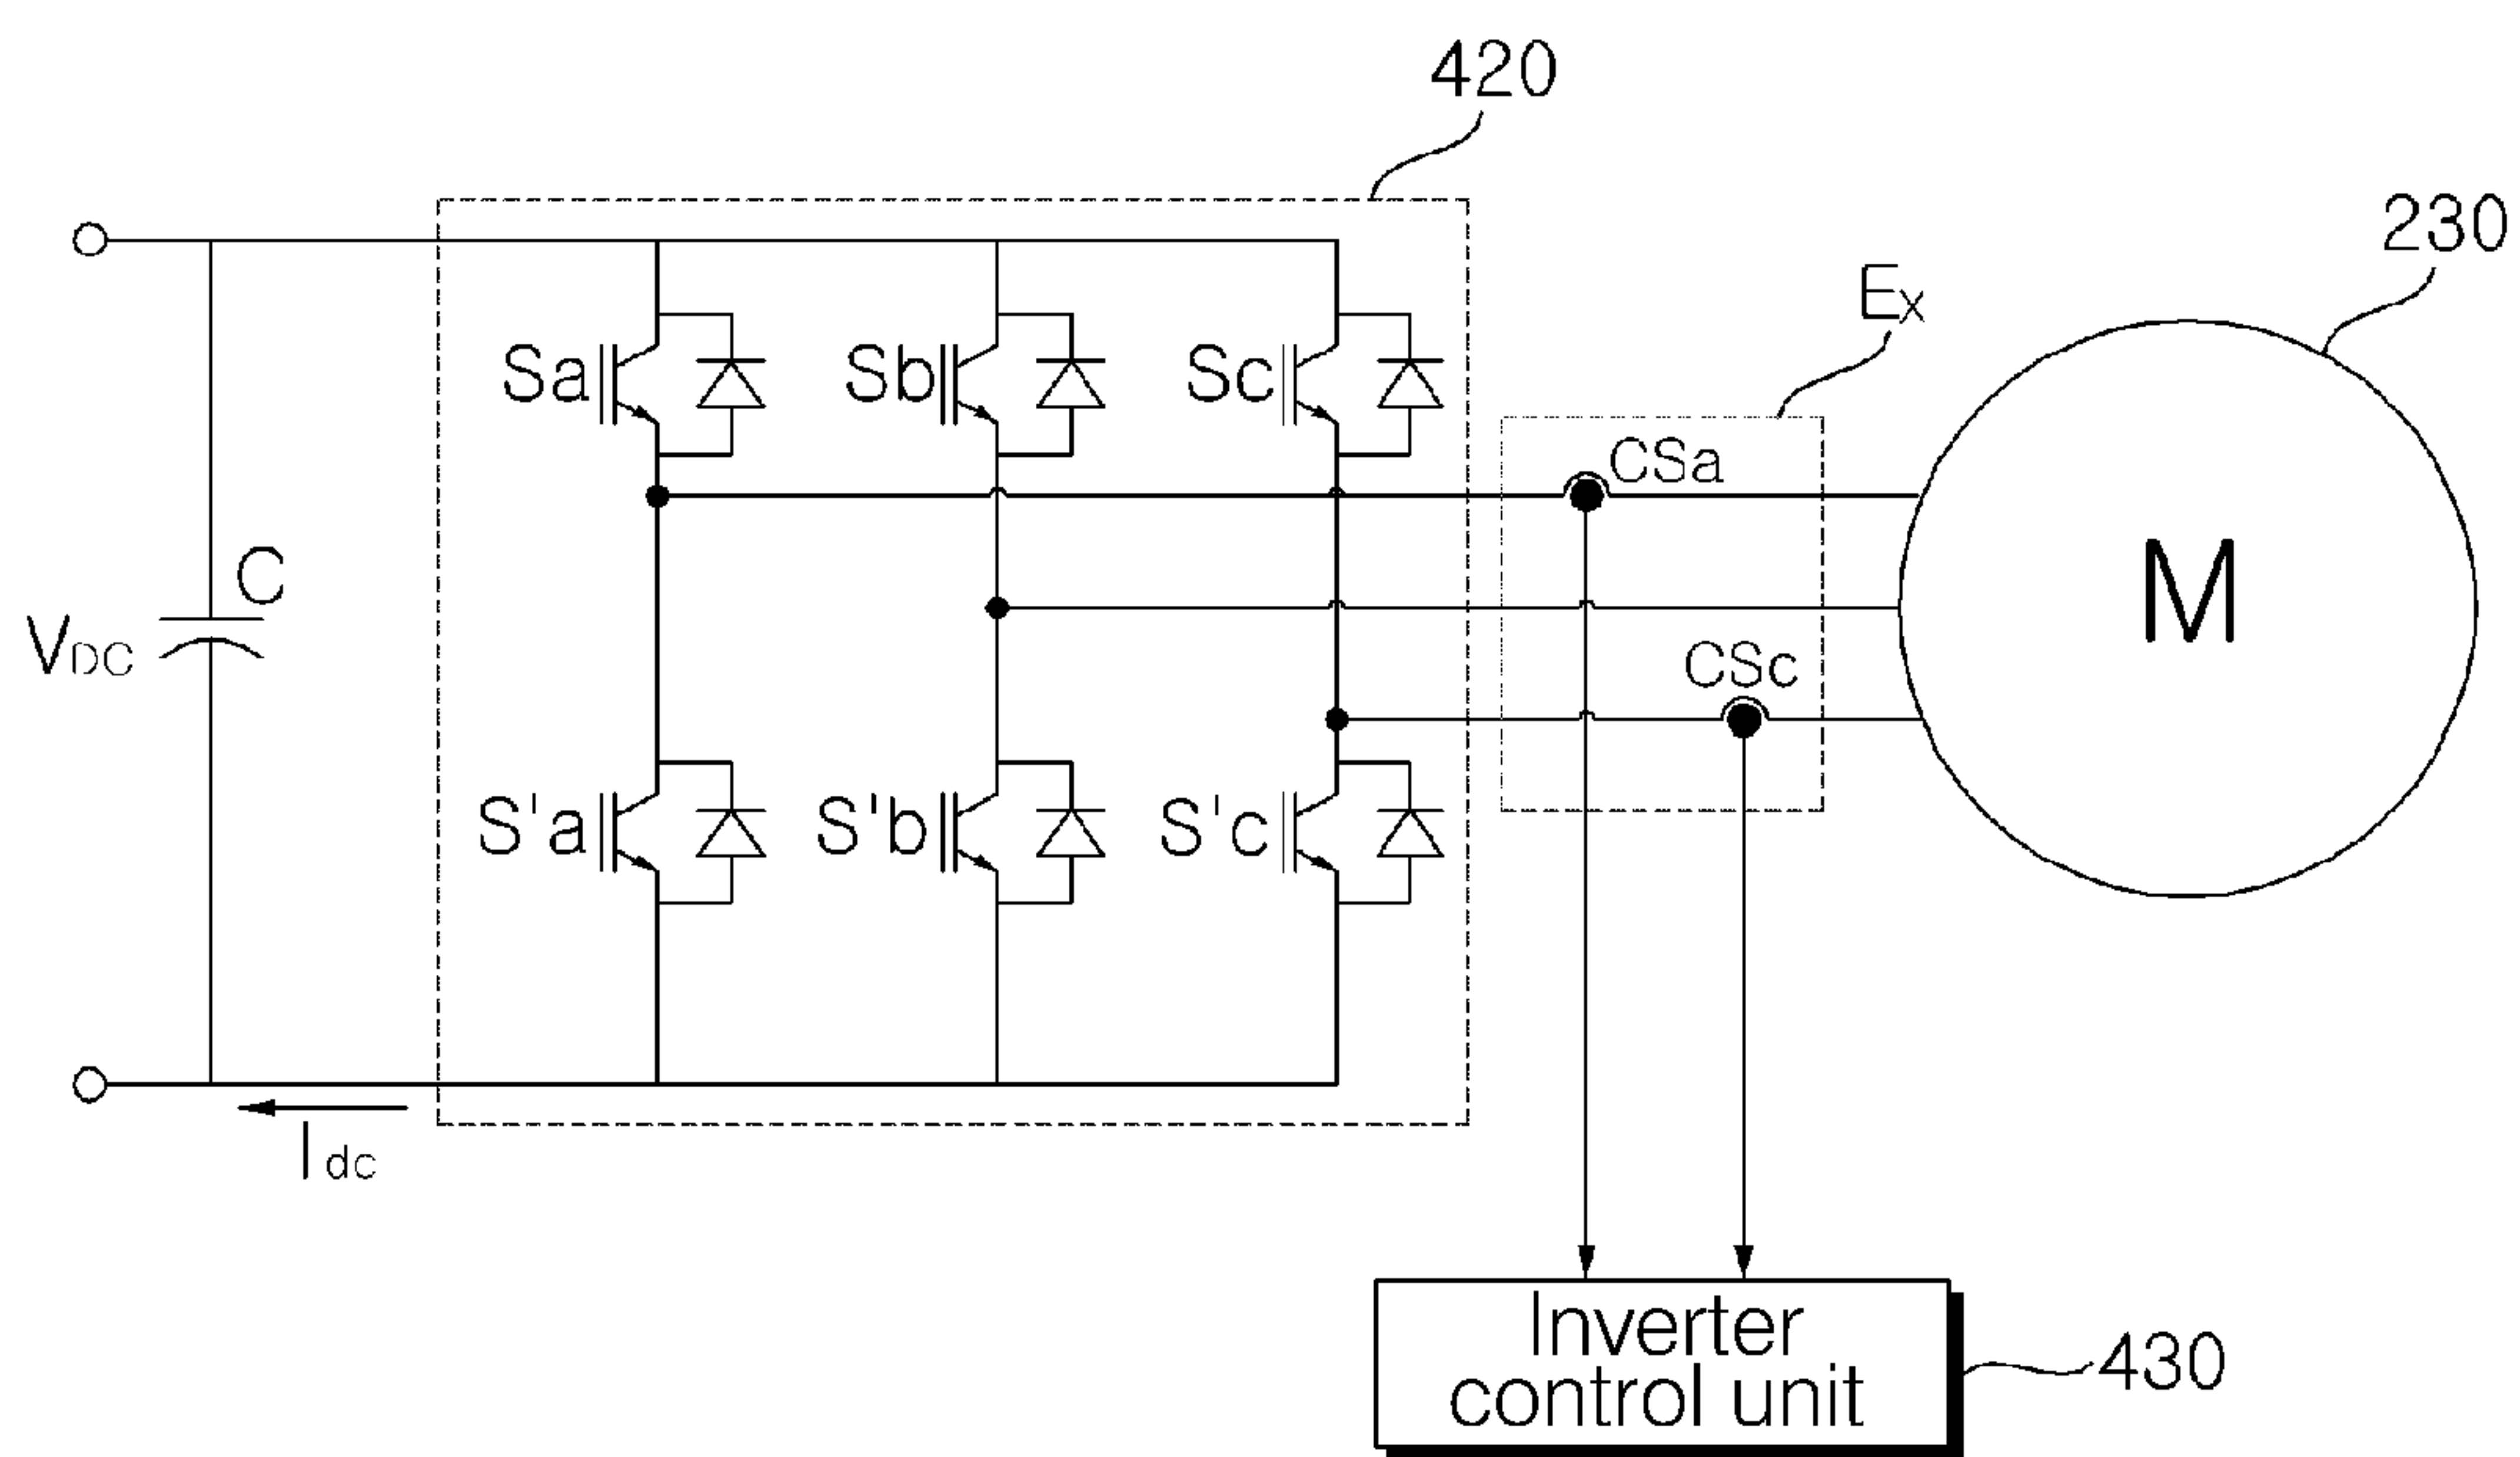 420
230
Ex
Sa
Sb
Sc
CSa
C
VDC
M
CSc
S'a
S'b
S'c
Idc
Inverter
control unit
430